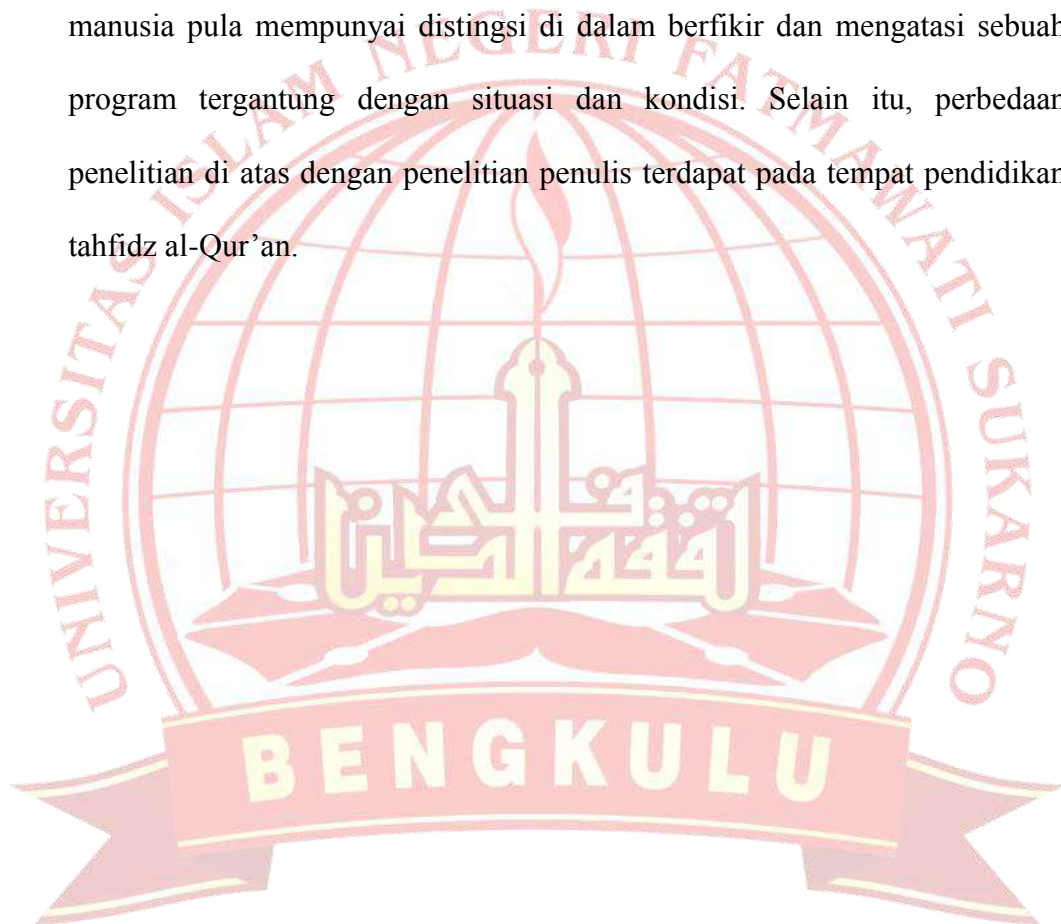 manusia pula mempunyai distingsi di dalam berfikir dan mengatasi sebuah
program tergantung dengan situasi dan kondisi. Selain itu, perbedaan
penelitian di atas dengan penelitian penulis terdapat pada tempat pendidikan
tahfidz al-Qur’an.
UNIVERSITAS ISLAM NEGERI FATMAWATI SUKARNO
BENGKULU